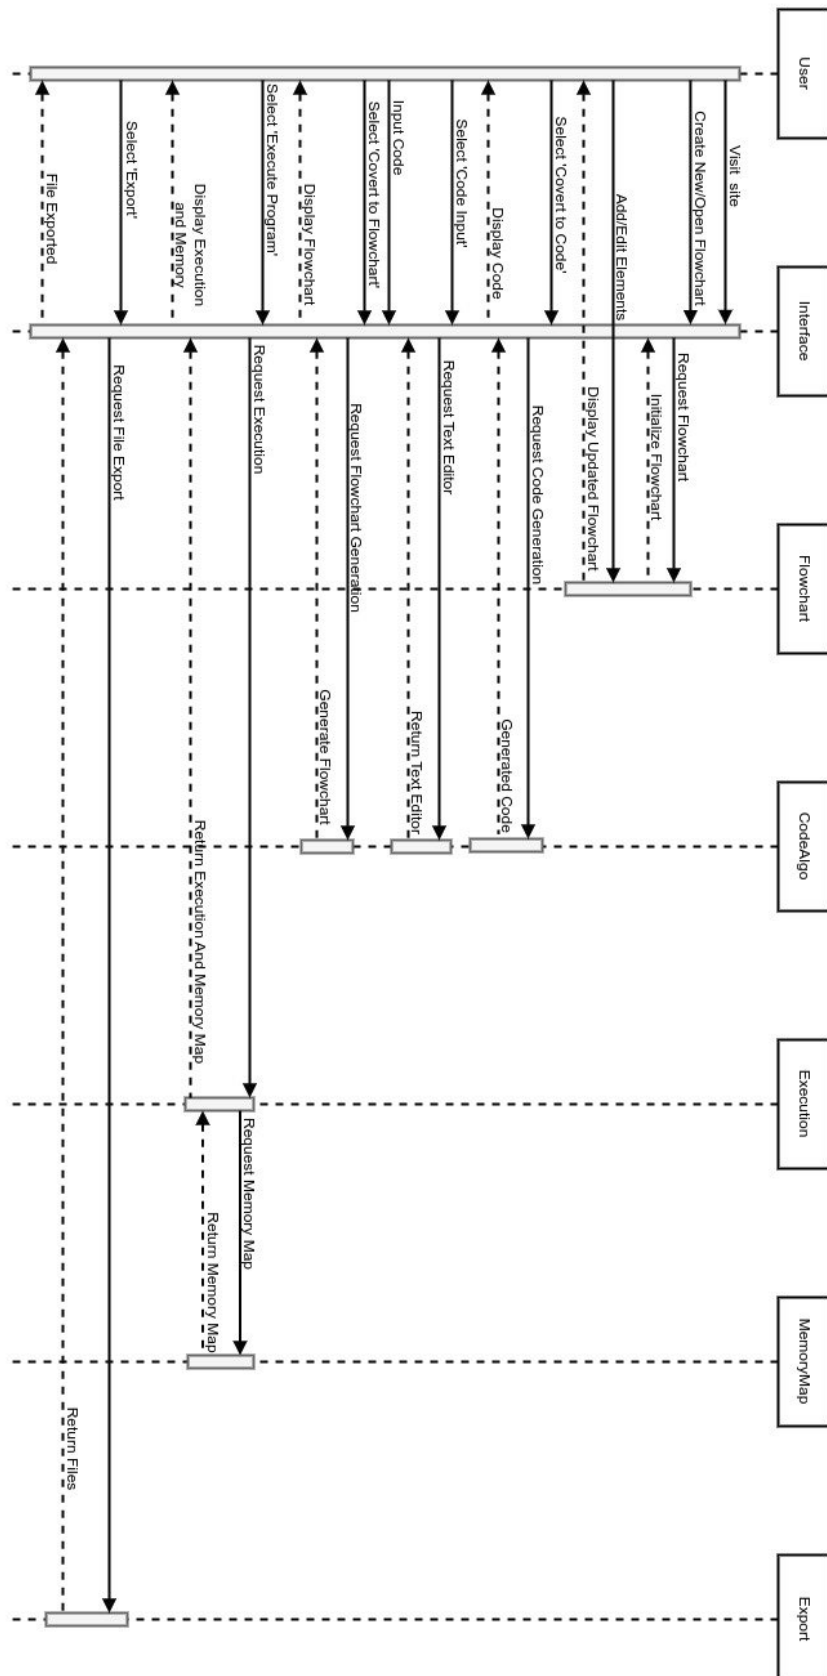 User
Interface
Flowchart
CodeAlgo
Execution
MemoryMap
Export
Visit site
Create New/Open Flowchart
Request Flowchart
Initialize Flowchart
Add/Edit Elements
Display Updated Flowchart
Select 'Covert to Code'
Request Code Generation
Generated Code
Display Code
Select 'Code Input"
Request Text Editor
Return Text Editor
Input Code
Select 'Covert to Flowchart'
Request Flowchart Generation
Generate Flowchart
Display Flowchart
Select 'Execute Program'
Request Execution
Request Memory Map
Return Memory Map
Return Execution And Memory Map
Display Execution
and Memory
Select 'Export'
Request File Export
Return Files
File Exported